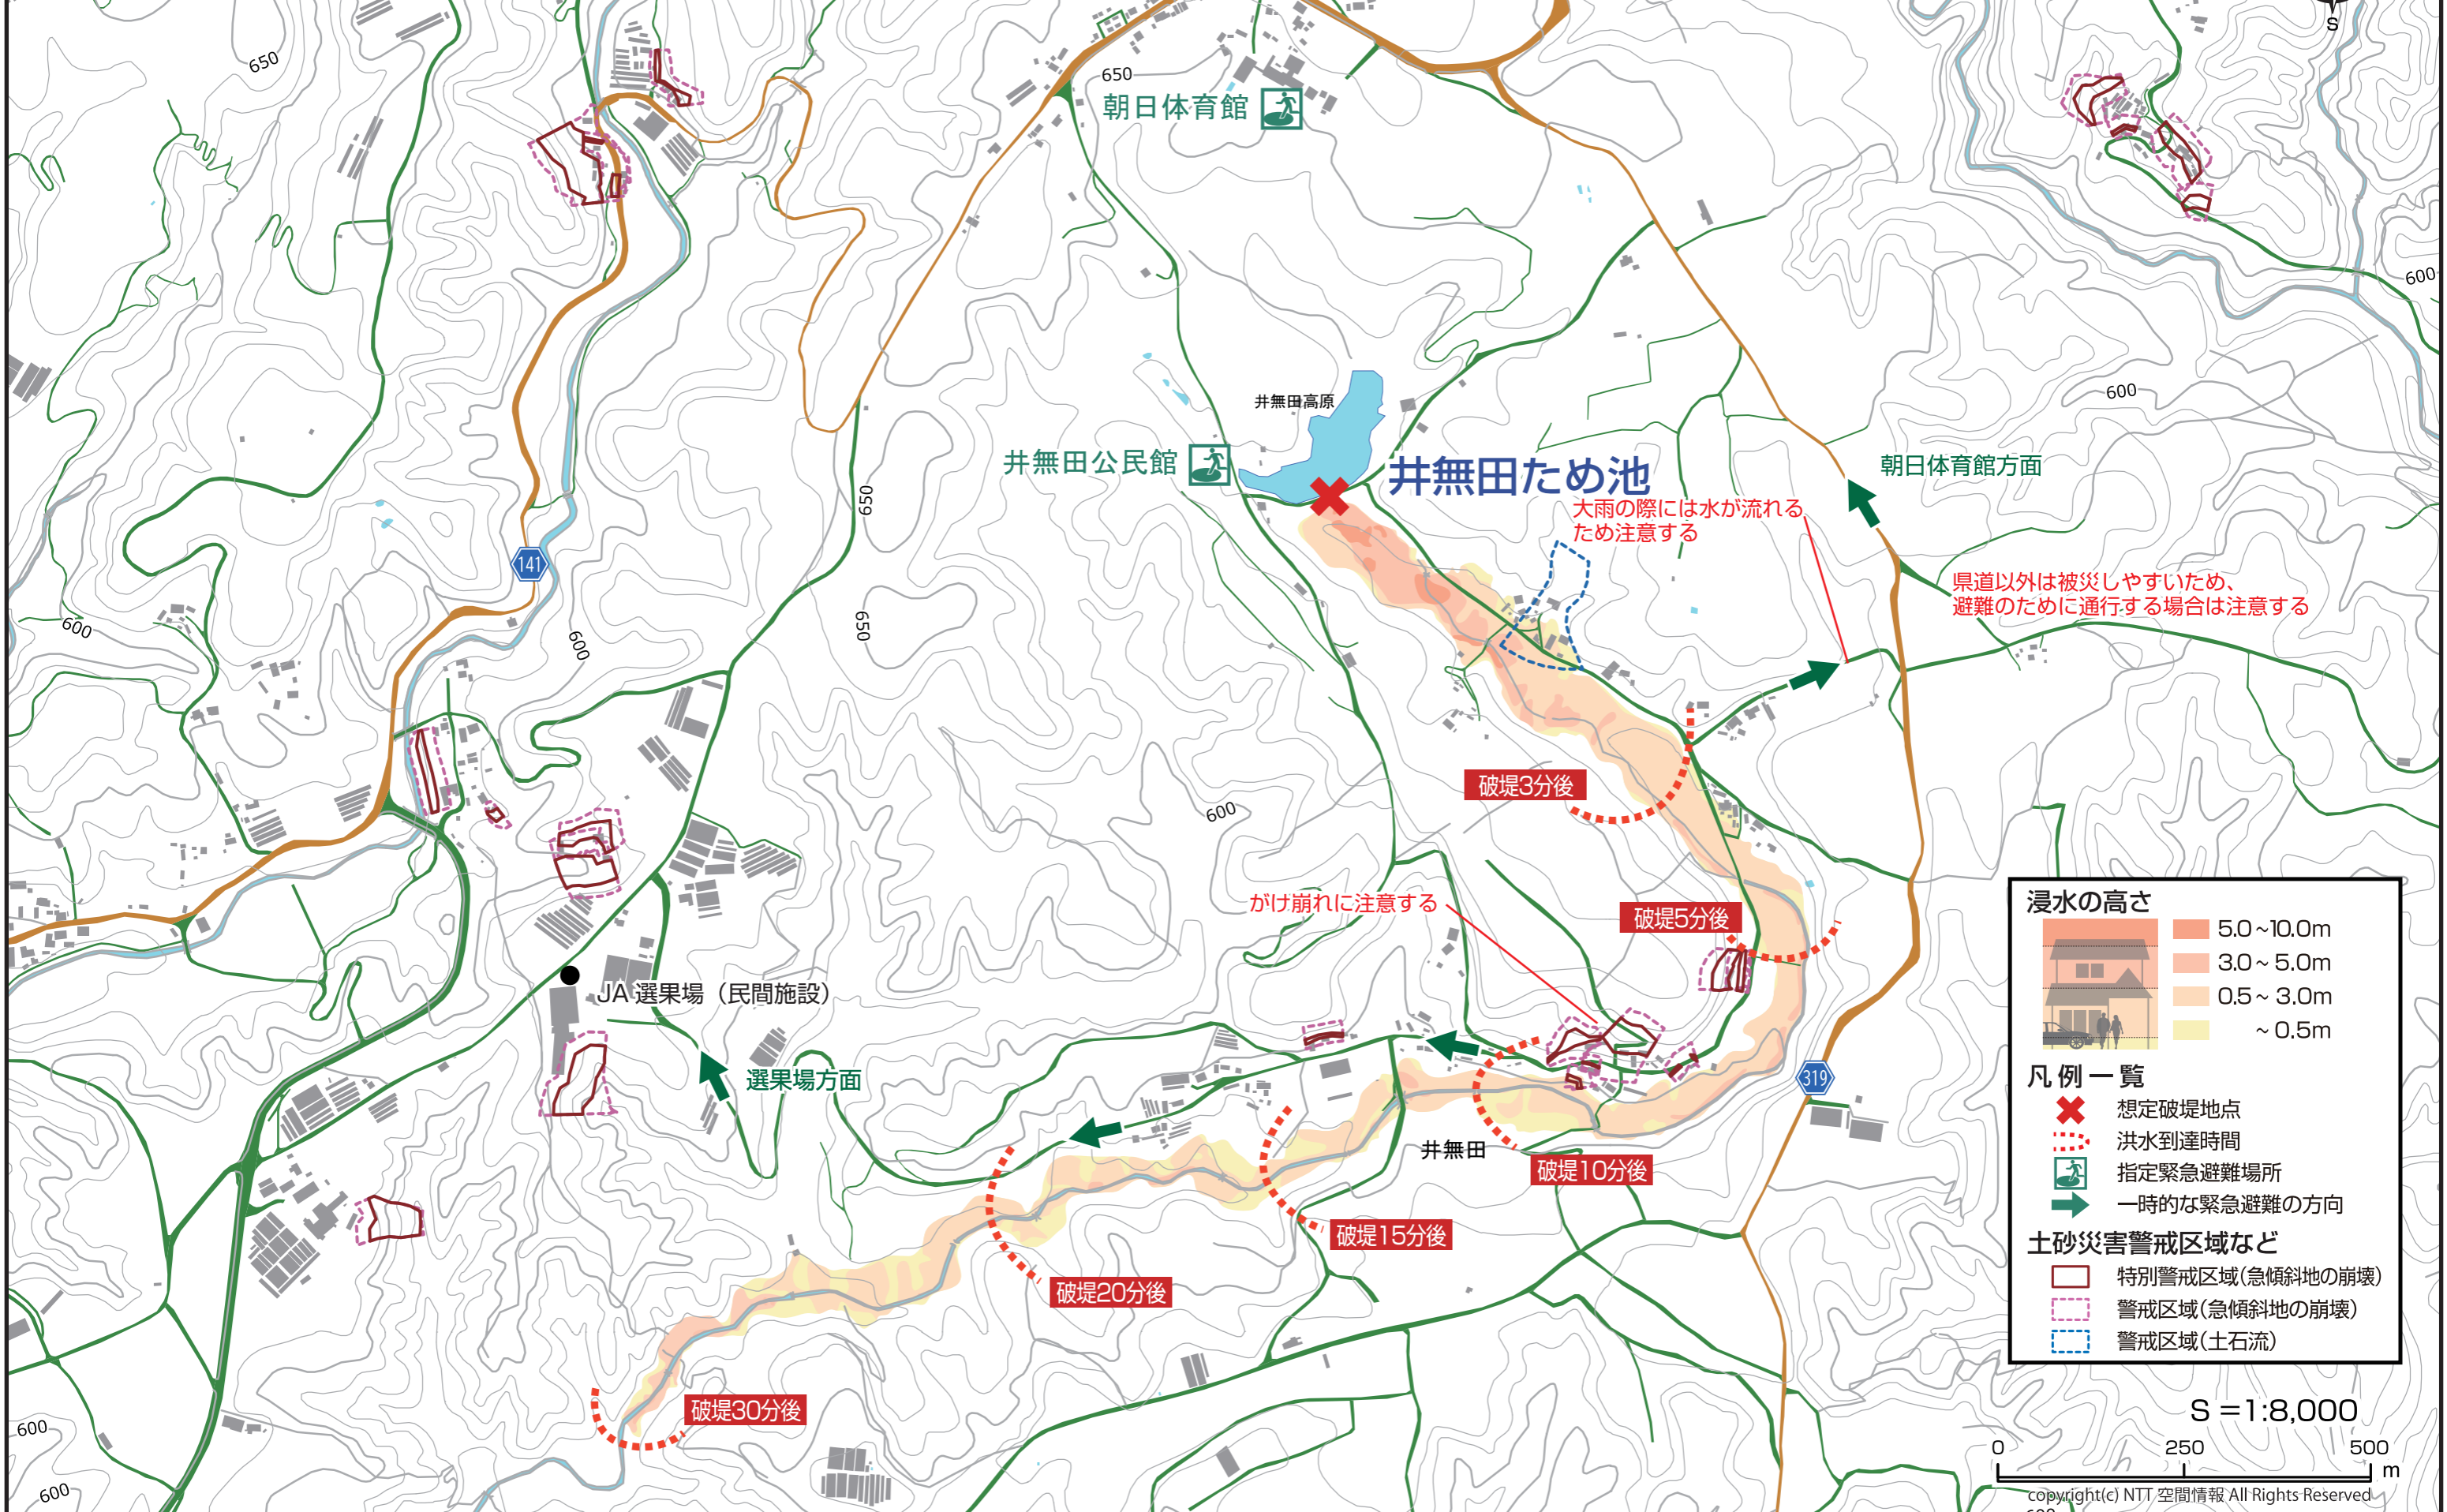 S
650
650
朝日体育館
600
井無田高原
600
井無田公民館
井無田ため池
朝日体育館方面
大雨の際には水が流れる
ため注意する
650
141
県道以外は被災しやすいため、
避難のために通行する場合は注意する
600
600
650
破堤3分後
600
がけ崩れに注意する
破堤5分後
JA 選果場（民間施設）
選果場方面
319
井無田
破堤10分後
破堤15分後
破堤20分後
破堤30分後
600
600
浸水の高さ
5.0~10.0m
3.0~ 5.0m
0.5~ 3.0m
~ 0.5m
凡例一覧
想定破堤地点
洪水到達時間
指定緊急避難場所
一時的な緊急避難の方向
土砂災害警戒区域など
特別警戒区域(急傾斜地の崩壊)
警戒区域(急傾斜地の崩壊)
警戒区域(土石流)
S =1:8,000
0 250 500
m
copyright(c) NTT 空間情報 All Rights Reserved